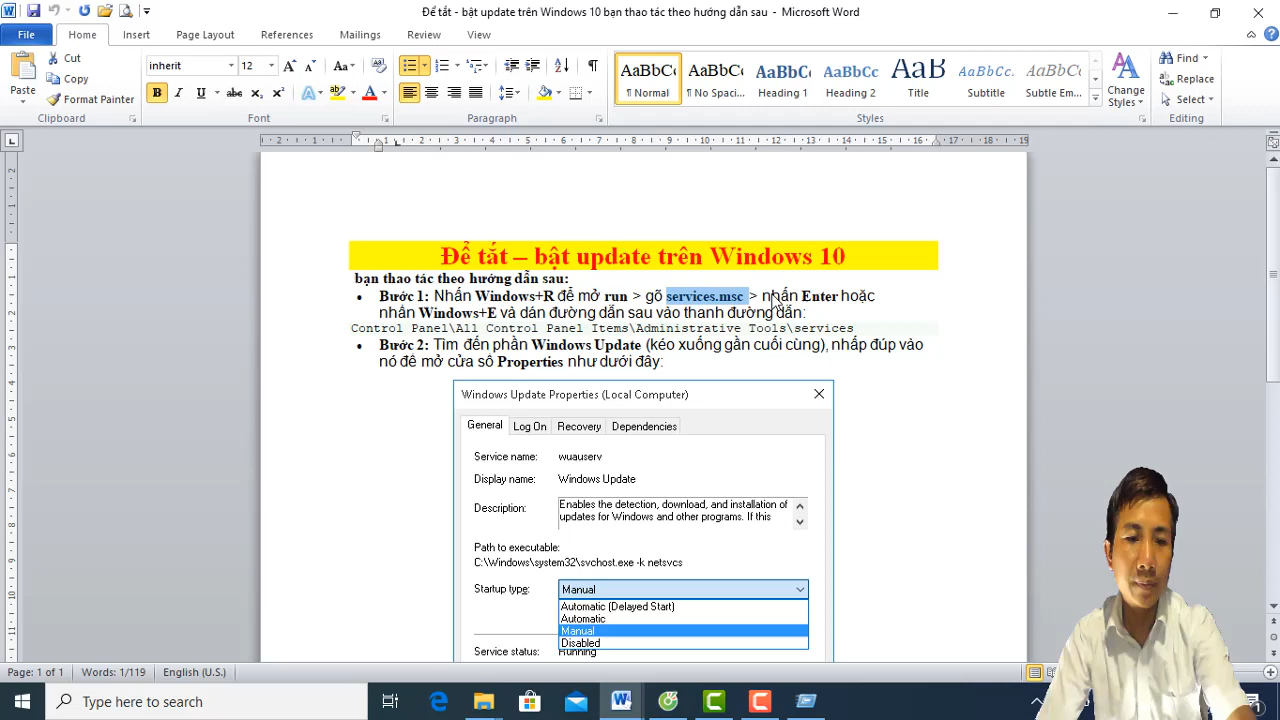 Để tắt - bật update trên Windows 10 bạn thao tác theo hướng dẫn sau - Microsoft Word
File Home Insert Page Layout References Mailings Review View
Paste
Cut
Copy
Format Painter
Clipboard
inherit 12
Font
Paragraph
AaBbCc AaBbCc AaBbCc AaBbCc AaB AaBbCc AaBbCc
¶ Normal ¶ No Spaci... Heading 1 Heading 2 Title Subtitle Subtle Em...
Change Styles
Styles
Find
Replace
Select
Editing
Để tắt – bật update trên Windows 10
bạn thao tác theo hướng dẫn sau:
• Bước 1: Nhấn Windows+R để mở run > gõ services.msc > nhấn Enter hoặc
nhấn Windows+E và dán đường dẫn sau vào thanh đường dẫn:
Control Panel\All Control Panel Items\Administrative Tools\services
• Bước 2: Tìm đến phần Windows Update (kéo xuống gần cuối cùng), nhấp đúp vào
nó để mở cửa sổ Properties như dưới đây:
Windows Update Properties (Local Computer)
General Log On Recovery Dependencies
Service name: wuauserv
Display name: Windows Update
Description: Enables the detection, download, and installation of
updates for Windows and other programs. If this
Path to executable:
C:\Windows\system32\svchost.exe -k netsvcs
Startup type: Manual
Automatic (Delayed Start)
Automatic
Manual
Disabled
Service status: Running
Page: 1 of 1 Words: 1/119 English (U.S.)
Type here to search